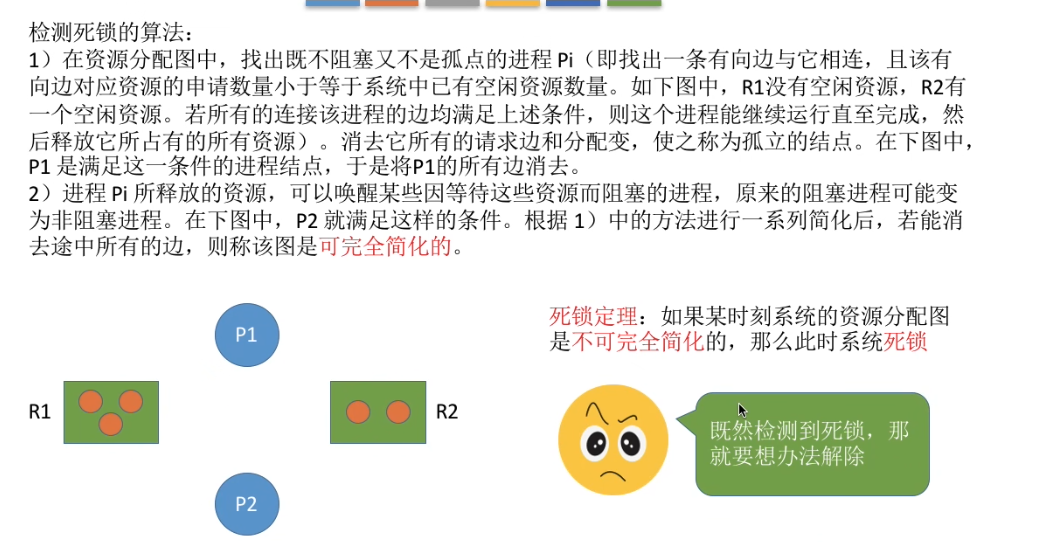 检测死锁的算法：
1）在资源分配图中，找出既不阻塞又不是孤点的进程 Pi（即找出一条有向边与它相连，且该有
向边对应资源的申请数量小于等于系统中已有空闲资源数量。如下图中，R1没有空闲资源，R2有
一个空闲资源。若所有的连接该进程的边均满足上述条件，则这个进程能继续运行直至完成，然
后释放它所占有的所有资源）。消去它所有的请求边和分配变，使之称为孤立的结点。在下图中，
P1 是满足这一条件的进程结点，于是将P1的所有边消去。
2）进程 Pi 所释放的资源，可以唤醒某些因等待这些资源而阻塞的进程，原来的阻塞进程可能变
为非阻塞进程。在下图中，P2 就满足这样的条件。根据 1）中的方法进行一系列简化后，若能消
去途中所有的边，则称该图是可完全简化的。
P1
R1
R2
P2
死锁定理：如果某时刻系统的资源分配图
是不可完全简化的，那么此时系统死锁
既然检测到死锁，那
就要想办法解除